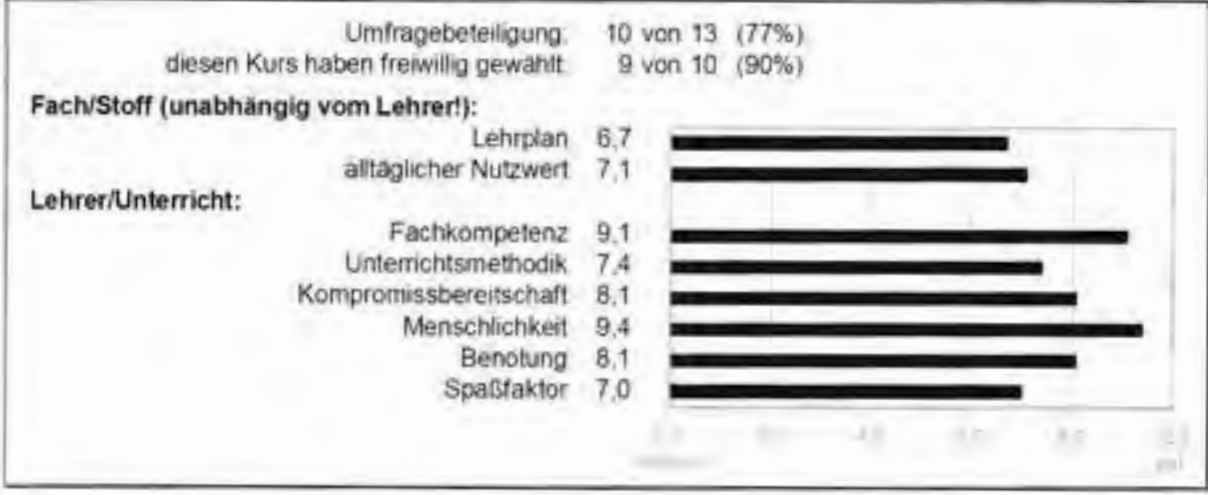 Umfragebeteiligung: 10 von 13 (77%)
diesen Kurs haben freiwillig gewählt: 9 von 10 (90%)
Fach/Stoff (unabhängig vom Lehrer!):
Lehrplan 6,7
alltäglicher Nutzwert 7,1
Lehrer/Unterricht:
Fachkompetenz 9,1
Unterrichtsmethodik 7,4
Kompromissbereitschaft 8,1
Menschlichkeit 9,4
Benotung 8,1
Spaßfaktor 7,0